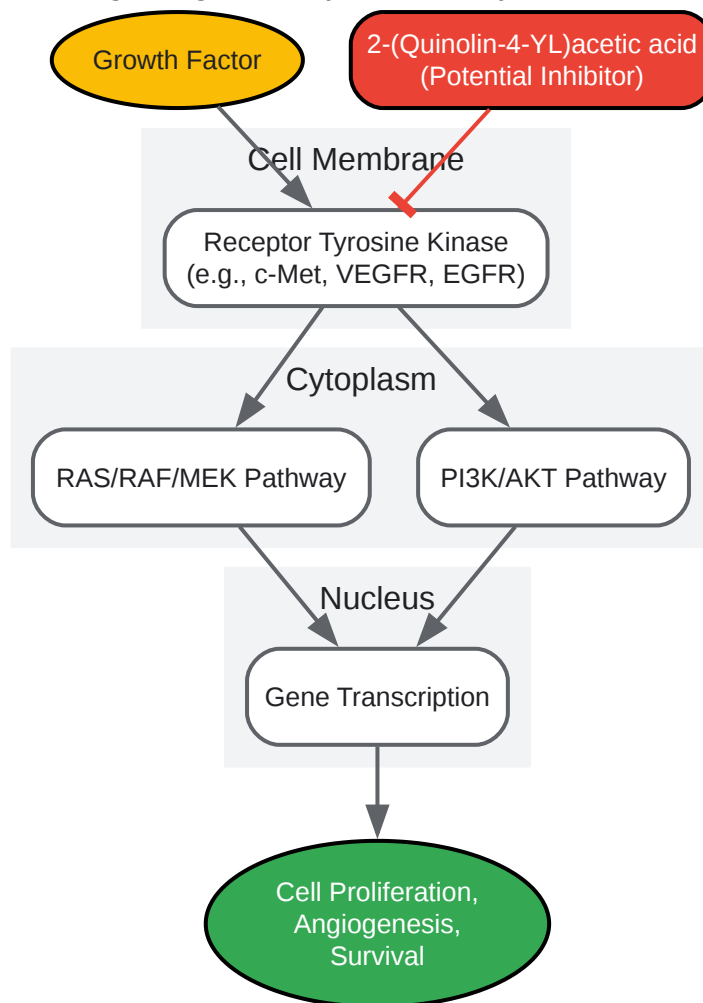 Growth Factor
2-(Quinolin-4-YL)acetic acid
(Potential Inhibitor)
Cell Membrane
Receptor Tyrosine Kinase
(e.g., c-Met, VEGFR, EGFR)
Cytoplasm
RAS/RAF/MEK Pathway
PI3K/AKT Pathway
Nucleus
Gene Transcription
Cell Proliferation,
Angiogenesis,
Survival